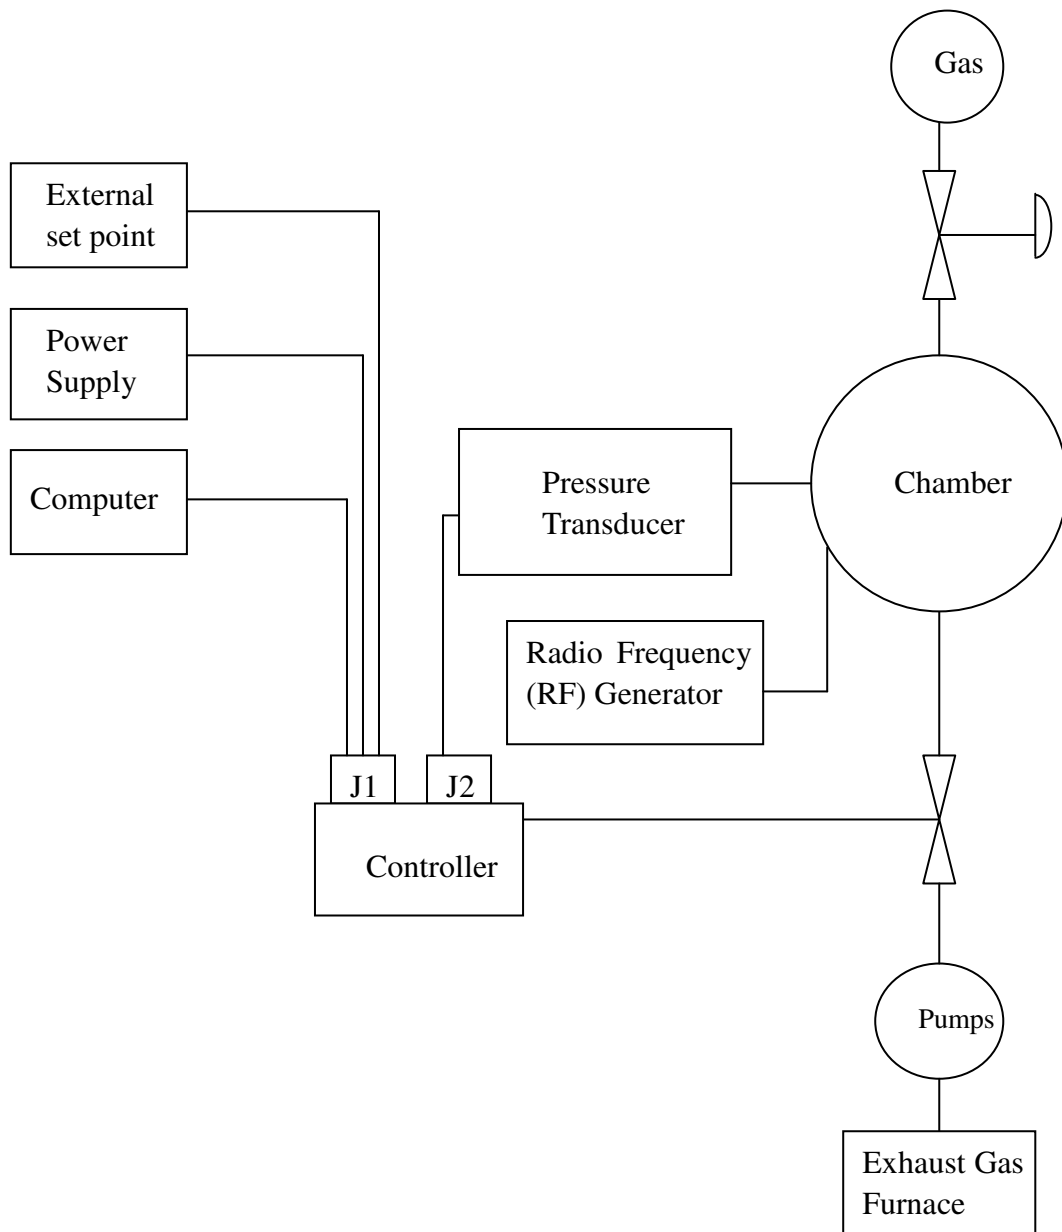 Gas
External
set point
Power
Supply
Computer
Pressure
Transducer
Chamber
Radio Frequency
(RF) Generator
J1
J2
Controller
Pumps
Exhaust Gas
Furnace